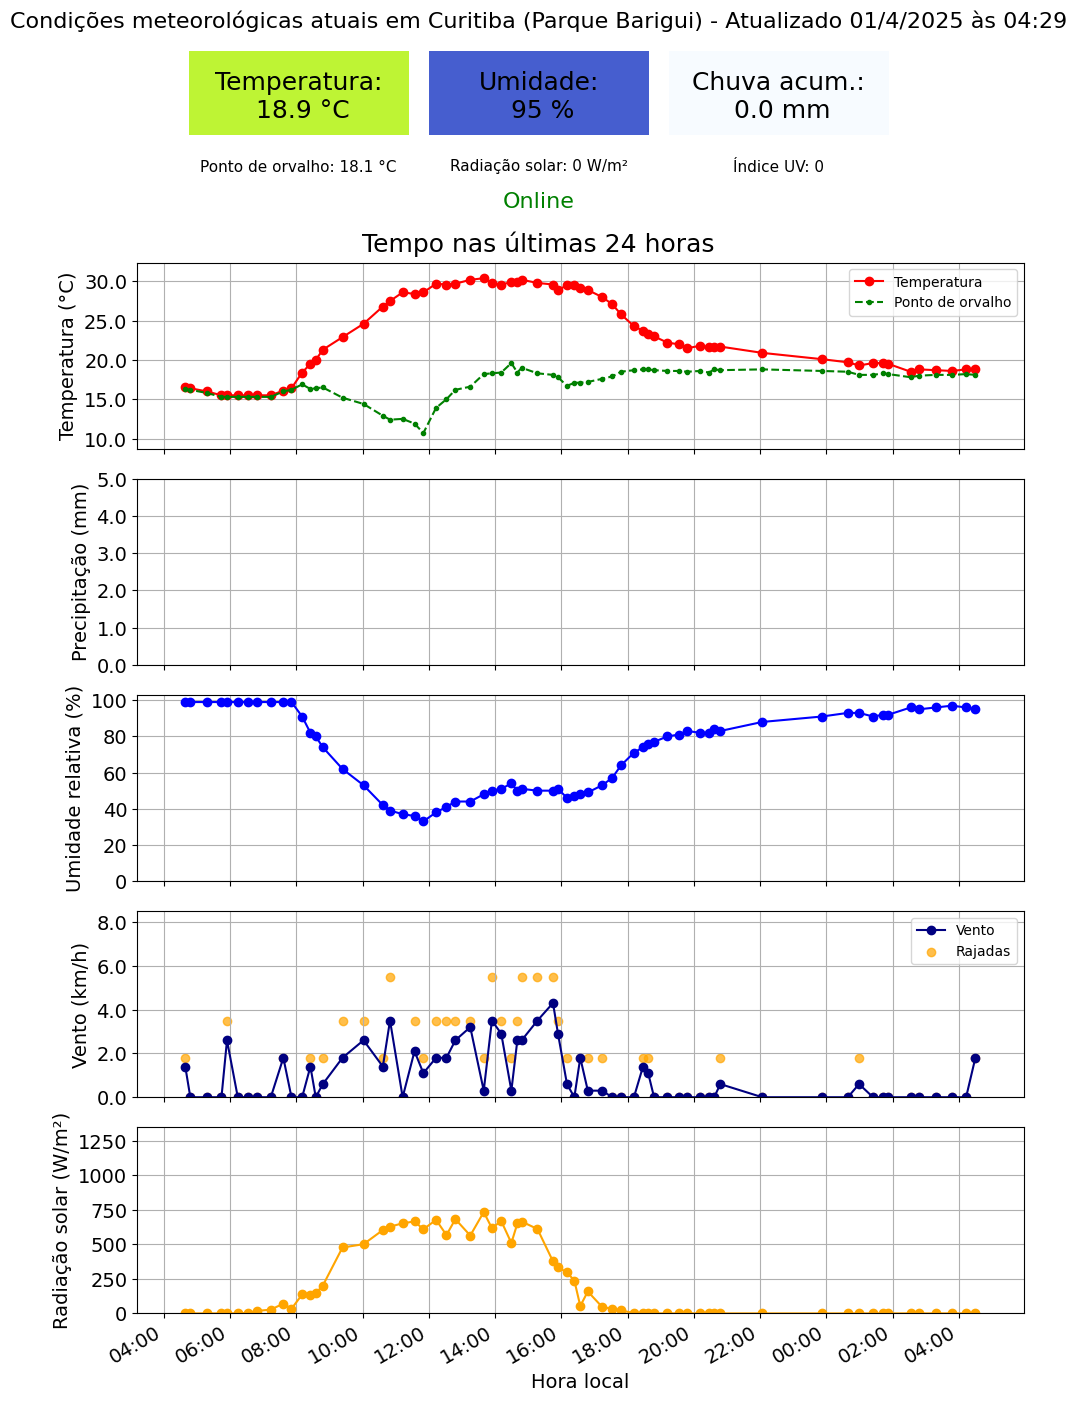 Condições meteorológicas atuais em Curitiba (Parque Barigui) - Atualizado 01/4/2025 às 04:29
Temperatura:
18.9 °C
Umidade:
95 %
Chuva acum.:
0.0 mm
Ponto de orvalho: 18.1 °C
Radiação solar: 0 W/m²
Índice UV: 0
Online
Tempo nas últimas 24 horas
Temperatura (°C)
30.0
25.0
20.0
15.0
10.0
Temperatura
Ponto de orvalho
Precipitação (mm)
5.0
4.0
3.0
2.0
1.0
0.0
Umidade relativa (%)
100
80
60
40
20
0
Vento (km/h)
8.0
6.0
4.0
2.0
0.0
Vento
Rajadas
Radiação solar (W/m²)
1250
1000
750
500
250
0
04:00 06:00 08:00 10:00 12:00 14:00 16:00 18:00 20:00 22:00 00:00 02:00 04:00
Hora local